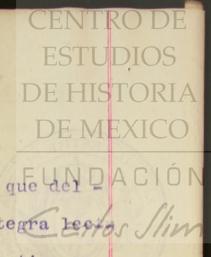 CENTRO DE
ESTUDIOS
DE HISTORIA
DE MEXICO
FUNDACIÓN
que del -
Carlos Slim
tegra lec-